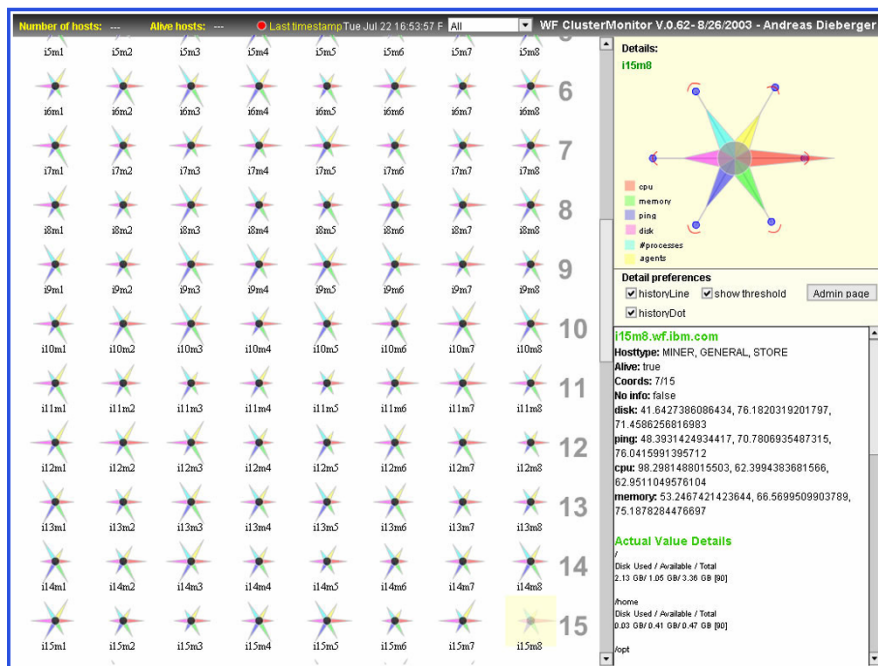 Number of hosts: --- Alive hosts: --- Last timestamp Tue Jul 22 16:53:57 F All WF ClusterMonitor V.0.62- 8/26/2003 - Andreas Dieberger
i5m1 i5m2 i5m3 i5m4 i5m5 i5m6 i5m7 i5m8
i6m1 i6m2 i6m3 i6m4 i6m5 i6m6 i6m7 i6m8 6
i7m1 i7m2 i7m3 i7m4 i7m5 i7m6 i7m7 i7m8 7
i8m1 i8m2 i8m3 i8m4 i8m5 i8m6 i8m7 i8m8 8
i9m1 i9m2 i9m3 i9m4 i9m5 i9m6 i9m7 i9m8 9
i10m1 i10m2 i10m3 i10m4 i10m5 i10m6 i10m7 i10m8 10
i11m1 i11m2 i11m3 i11m4 i11m5 i11m6 i11m7 i11m8 11
i12m1 i12m2 i12m3 i12m4 i12m5 i12m6 i12m7 i12m8 12
i13m1 i13m2 i13m3 i13m4 i13m5 i13m6 i13m7 i13m8 13
i14m1 i14m2 i14m3 i14m4 i14m5 i14m6 i14m7 i14m8 14
i15m1 i15m2 i15m3 i15m4 i15m5 i15m6 i15m7 i15m8 15
Details:
i15m8
cpu
memory
ping
disk
#processes
agents
Detail preferences
historyLine show threshold Admin page
historyDot
i15m8.wf.ibm.com
Hosttype: MINER, GENERAL, STORE
Alive: true
Coords: 7/15
No info: false
disk: 41.6427386086434, 76.1820319201797,
71.4586256816983
ping: 48.3931424934417, 70.7806935487315,
76.0415991395712
cpu: 98.2981488015503, 62.3994383681566,
62.9511049576104
memory: 53.2467421423644, 66.5699509903789,
75.1878284476697
Actual Value Details
/
Disk Used / Available / Total
2.13 GB/ 1.05 GB/ 3.36 GB [90]
/home
Disk Used / Available / Total
0.03 GB/ 0.41 GB/ 0.47 GB [90]
/opt